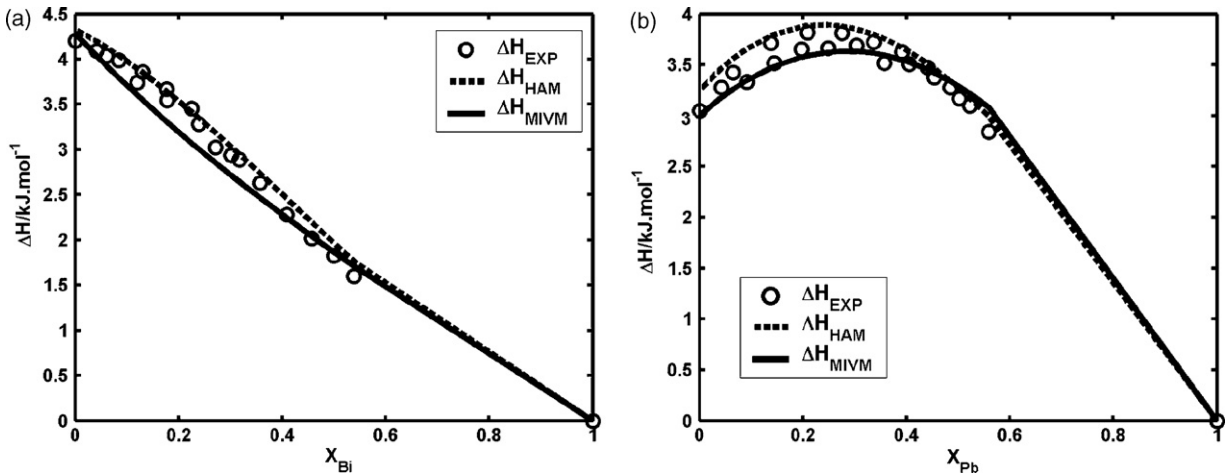 (a)
4.5
4
3.5
3
2.5
2
1.5
1
0.5
0
ΔH/kJ.mol⁻¹
ΔH_EXP
ΔH_HAM
ΔH_MIVM
0 0.2 0.4 0.6 0.8 1
X_Bi
(b)
4
3.5
3
2.5
2
1.5
1
0.5
0
ΔH/kJ.mol⁻¹
ΔH_EXP
ΔH_HAM
ΔH_MIVM
0 0.2 0.4 0.6 0.8 1
X_Pb